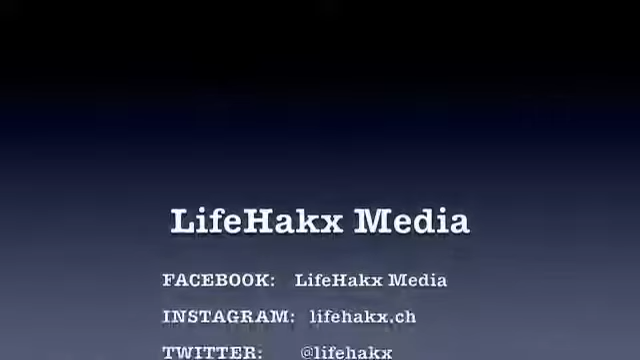 LifeHakx Media
FACEBOOK: LifeHakx Media
INSTAGRAM: lifehakx.ch
TWITTER: @lifehakx